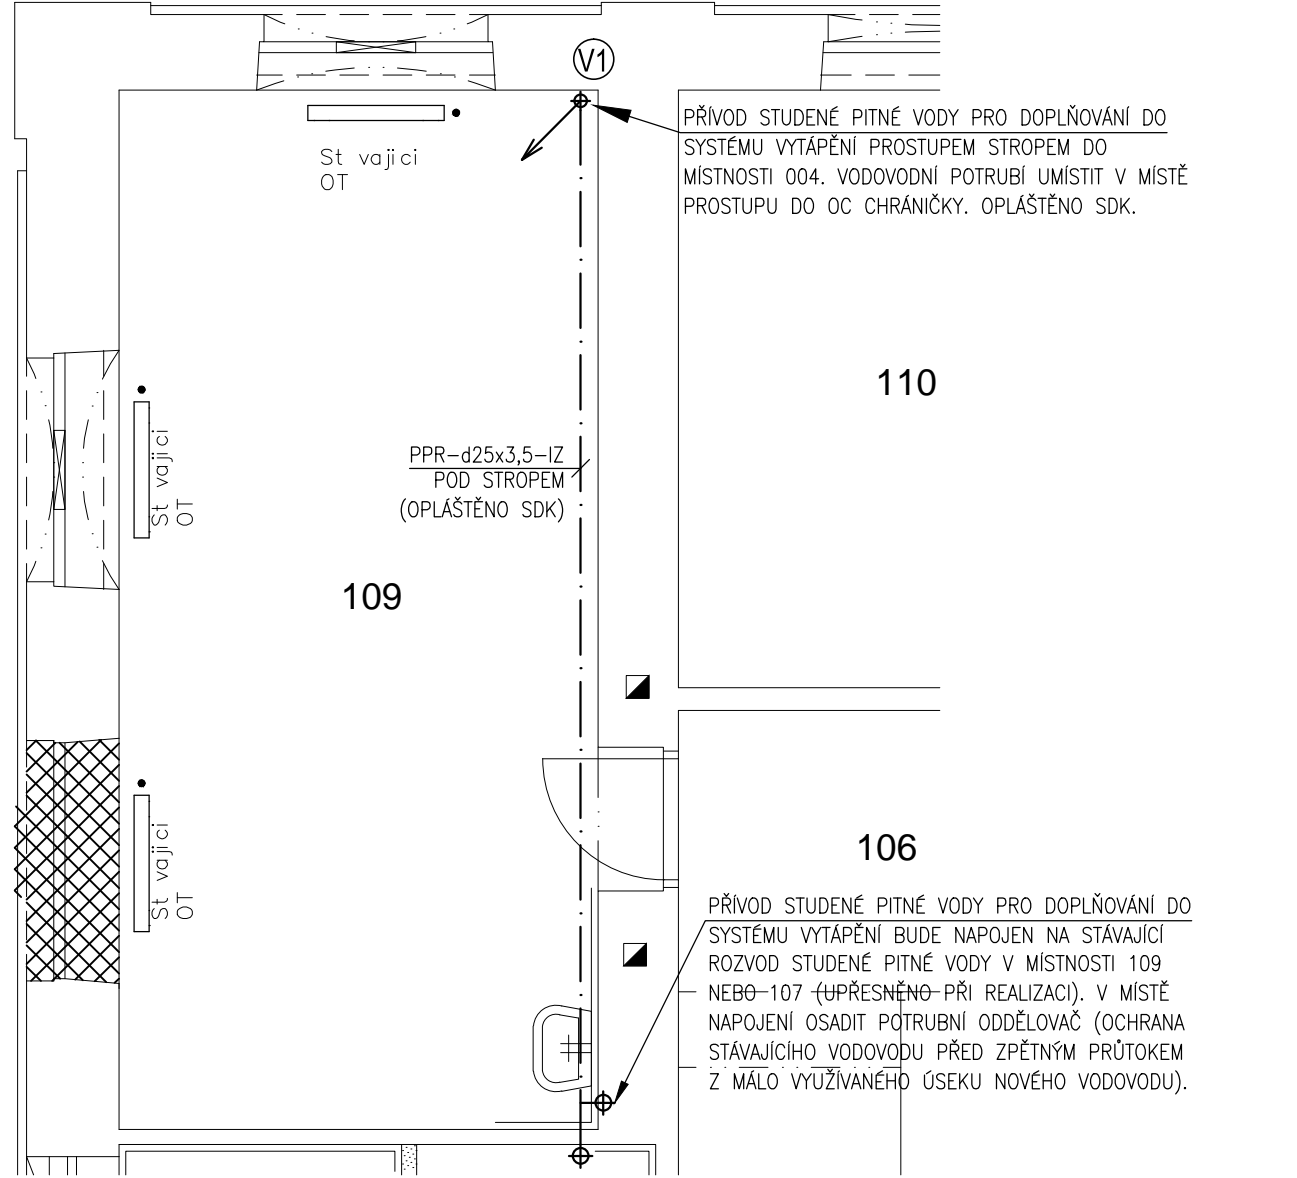 V1
PŘÍVOD STUDENÉ PITNÉ VODY PRO DOPLŇOVÁNÍ DO
SYSTÉMU VYTÁPĚNÍ PROSTUPEM STROPEM DO
MÍSTNOSTI 004. VODOVODNÍ POTRUBÍ UMÍSTIT V MÍSTĚ
PROSTUPU DO OC CHRÁNIČKY. OPLÁŠTĚNO SDK.
St vajici
OT
110
PPR-d25x3,5-IZ
POD STROPEM
(OPLÁŠTĚNO SDK)
St vajici
OT
109
106
St vajici
OT
PŘÍVOD STUDENÉ PITNÉ VODY PRO DOPLŇOVÁNÍ DO
SYSTÉMU VYTÁPĚNÍ BUDE NAPOJEN NA STÁVAJÍCÍ
ROZVOD STUDENÉ PITNÉ VODY V MÍSTNOSTI 109
NEBO 107 (UPŘESNĚNO PŘI REALIZACI). V MÍSTĚ
NAPOJENÍ OSADIT POTRUBNÍ ODDĚLOVAČ (OCHRANA
STÁVAJÍCÍHO VODOVODU PŘED ZPĚTNÝM PRŮTOKEM
Z MÁLO VYUŽÍVANÉHO ÚSEKU NOVÉHO VODOVODU).